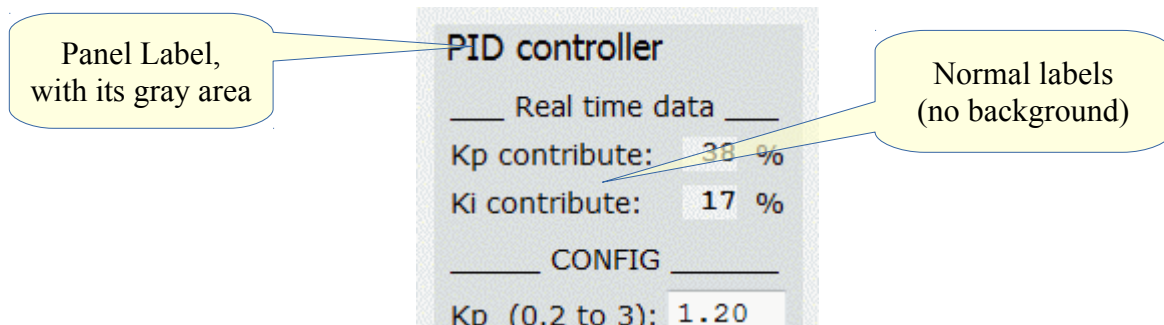 Panel Label,
with its gray area
PID controller
Normal labels
(no background)
___ Real time data ___
Kp contribute: 38 %
Ki contribute: 17 %
_____ CONFIG ______
Kp (0.2 to 3): 1.20